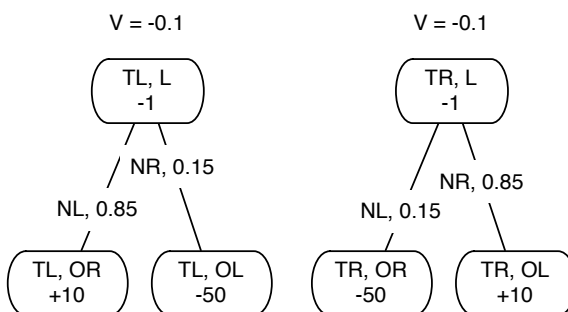 V = -0.1
V = -0.1
TL, L
-1
TR, L
-1
NR, 0.15
NL, 0.85
NR, 0.85
NL, 0.15
TL, OR
+10
TL, OL
-50
TR, OR
-50
TR, OL
+10